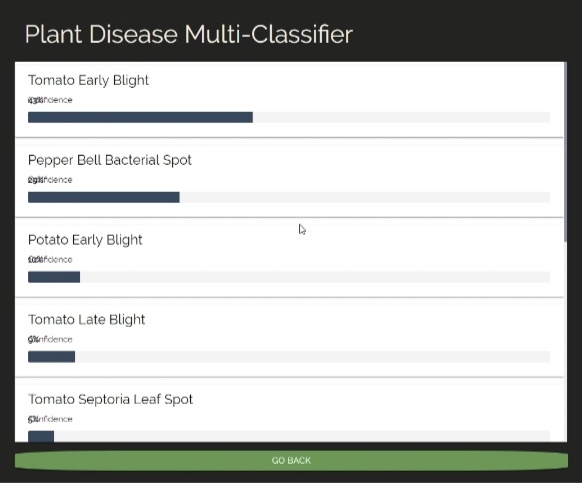 Plant Disease Multi-Classifier
Tomato Early Blight
43%
Confidence
Pepper Bell Bacterial Spot
29%
Confidence
Potato Early Blight
10%
Confidence
Tomato Late Blight
9%
Confidence
Tomato Septoria Leaf Spot
5%
Confidence
GO BACK